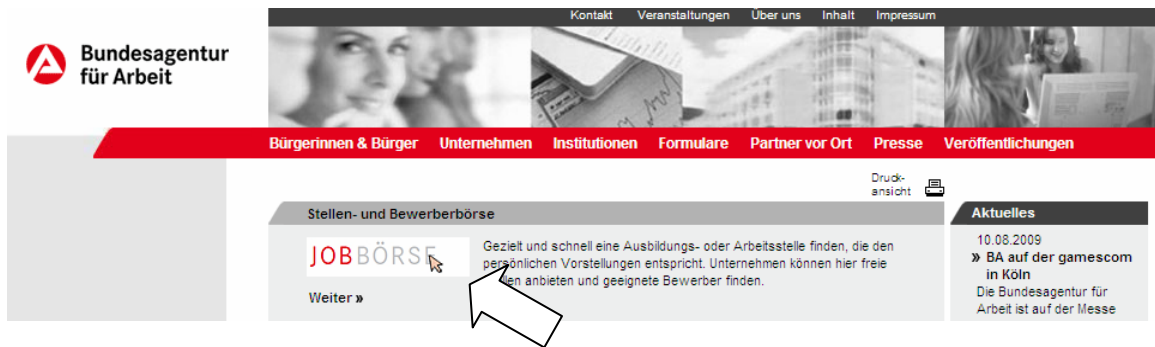 Kontakt Veranstaltungen Über uns Inhalt Impressum
Bundesagentur
für Arbeit
Bürgerinnen & Bürger Unternehmen Institutionen Formulare Partner vor Ort Presse Veröffentlichungen
Druck-
ansicht
Stellen- und Bewerberbörse
JOBBÖRSE
Gezielt und schnell eine Ausbildungs- oder Arbeitsstelle finden, die den
persönlichen Vorstellungen entspricht. Unternehmen können hier freie
anbieten und geeignete Bewerber finden.
Weiter »
Aktuelles
10.08.2009
» BA auf der gamescom
in Köln
Die Bundesagentur für
Arbeit ist auf der Messe